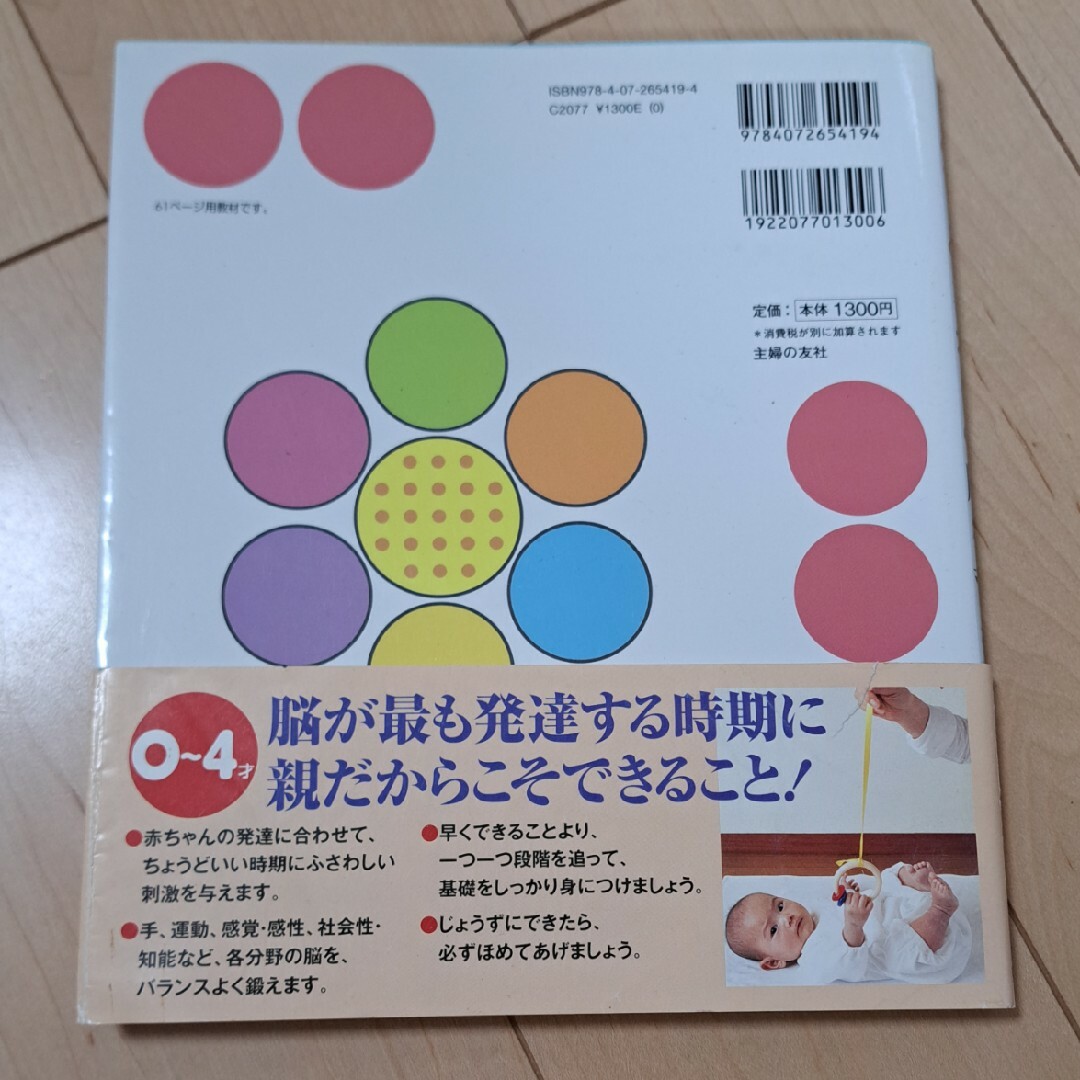 ISBN978-4-07-265419-4
C2077 ¥1300E (0)
9784072654194
1922077013006
61ページ用教材です。
定価：本体1300円
＊消費税が別に加算されます
主婦の友社
0~4才
脳が最も発達する時期に
親だからこそできること!
●赤ちゃんの発達に合わせて、
ちょうどいい時期にふさわしい
刺激を与えます。
●手、運動、感覚・感性、社会性・
知能など、各分野の脳を、
バランスよく鍛えます。
●早くできることより、
一つ一つ段階を追って、
基礎をしっかり身につけましょう。
●じょうずにできたら、
必ずほめてあげましょう。